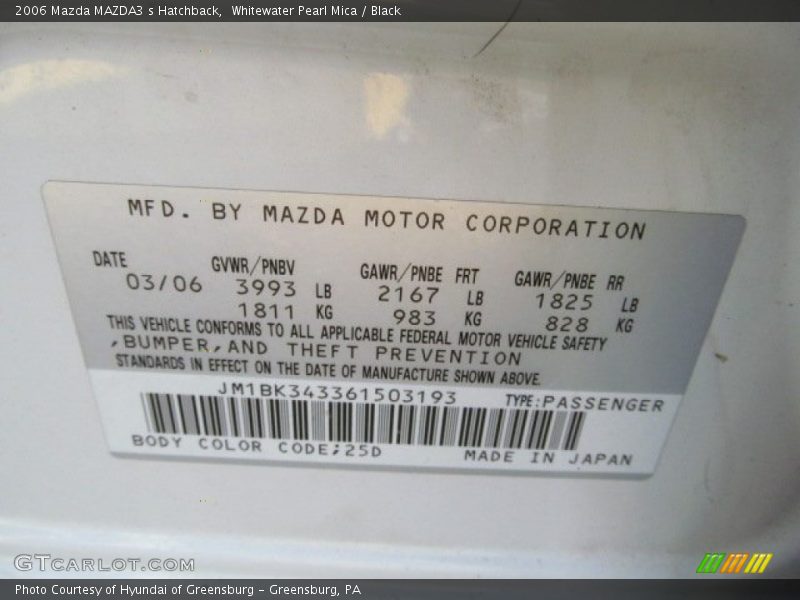 2006 Mazda MAZDA3 s Hatchback,  Whitewater Pearl Mica / Black
MFD. BY MAZDA MOTOR CORPORATION
DATE GVWR/PNBV GAWR/PNBE FRT GAWR/PNBE RR
03/06 3993 LB 2167 LB 1825 LB
1811 KG 983 KG 828 KG
THIS VEHICLE CONFORMS TO ALL APPLICABLE FEDERAL MOTOR VEHICLE SAFETY
,BUMPER,AND THEFT PREVENTION
STANDARDS IN EFFECT ON THE DATE OF MANUFACTURE SHOWN ABOVE.
JM1BK343361503193 TYPE:PASSENGER
BODY COLOR CODE;25D MADE IN JAPAN
GTCarLot.com
Photo Courtesy of Hyundai of Greensburg – Greensburg, PA